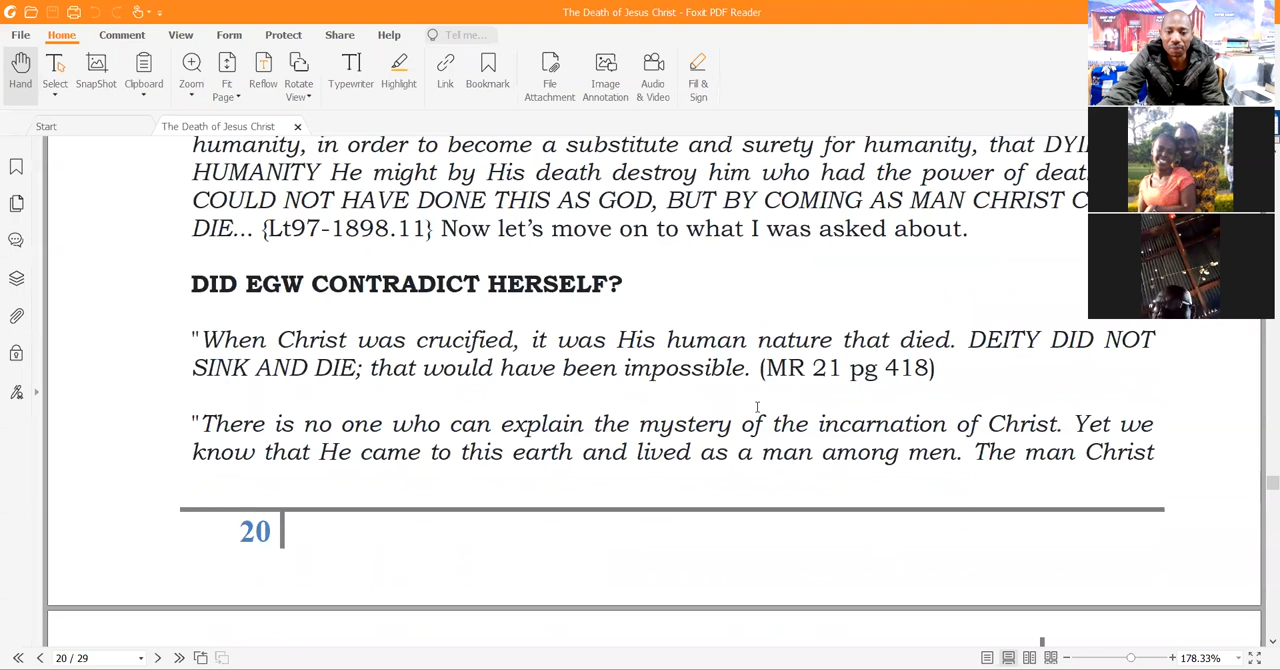 The Death of Jesus Christ - Foxit PDF Reader
File Home Comment View Form Protect Share Help Tell me...
Hand Select SnapShot Clipboard Zoom Fit Page Reflow Rotate View Typewriter Highlight Link Bookmark File Attachment Image Annotation Audio & Video Fill & Sign
Start The Death of Jesus Christ
humanity, in order to become a substitute and surety for humanity, that
HUMANITY He might by His death destroy him who had the power of
COULD NOT HAVE DONE THIS AS GOD, BUT BY COMING AS MAN CHRIST
DIE... {Lt97-1898.11} Now let's move on to what I was asked about.
DID EGW CONTRADICT HERSELF?
"When Christ was crucified, it was His human nature that died. DEITY DID NOT
SINK AND DIE; that would have been impossible. (MR 21 pg 418)
"There is no one who can explain the mystery of the incarnation of Christ. Yet we
know that He came to this earth and lived as a man among men. The man Christ
20
20 / 29 178.33%